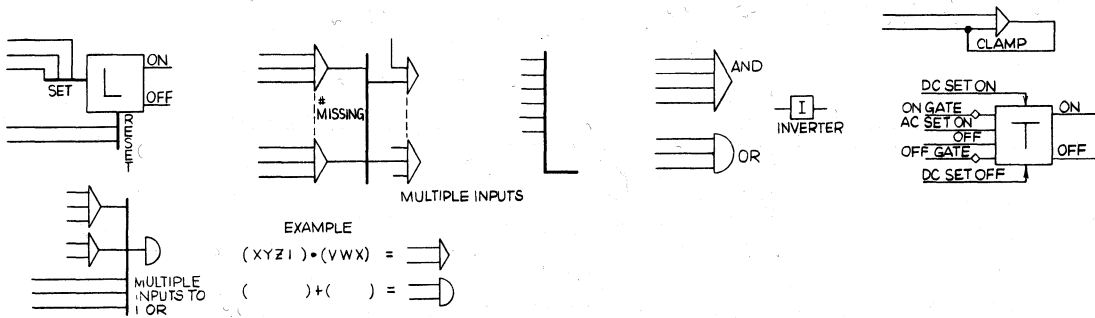 L
ON
OFF
SET
RESET
#
MISSING
MULTIPLE INPUTS
AND
OR
I
INVERTER
CLAMP
DC SET ON
ON GATE
AC SET ON
OFF
OFF GATE
DC SET OFF
T
ON
OFF
MULTIPLE
INPUTS TO
1 OR
EXAMPLE
(XYZ1)•(VWX) =
( )+( ) =